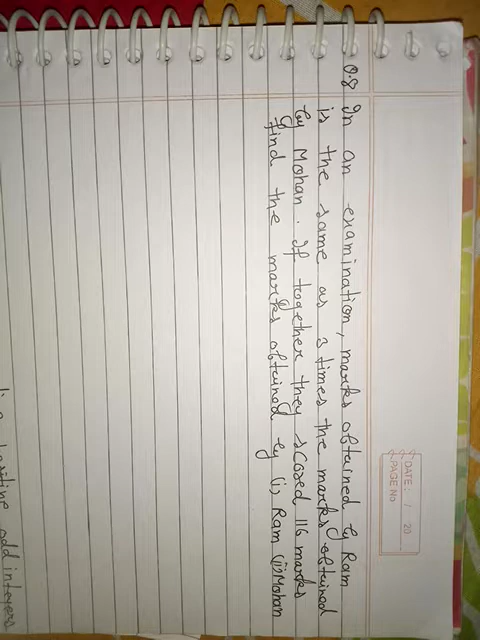 DATE: / 20
PAGE NO
Q.8 In an examination, marks obtained by Ram
is the same as 3 times the marks obtained
by Mohan. If together they scored 116 marks
find the marks obtained by (i) Ram (ii) Mohan
positive odd integers